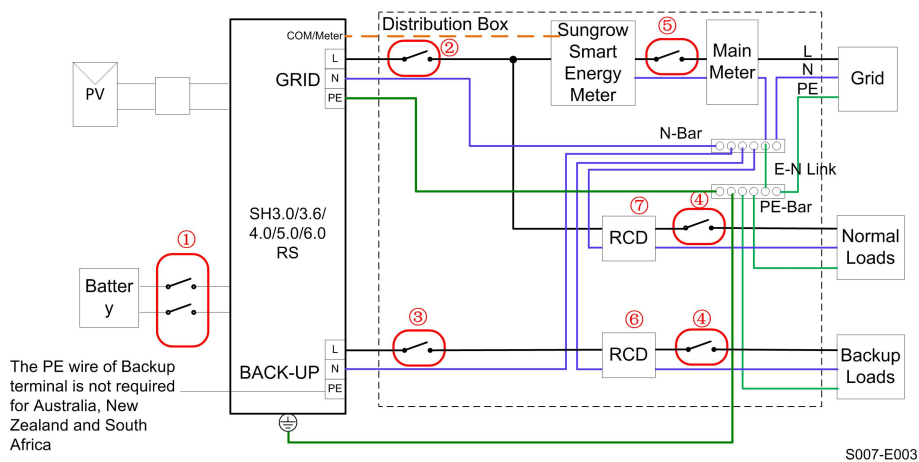 Distribution Box
COM/Meter
②
Sungrow
Smart
Energy
Meter
⑤
Main
Meter
L
N
PE
Grid
PV
GRID
L
N
PE
N-Bar
E-N Link
PE-Bar
SH3.0/3.6/
4.0/5.0/6.0
RS
①
⑦
RCD
④
Normal
Loads
Batter
y
③
⑥
RCD
④
Backup
Loads
BACK-UP
L
N
PE
The PE wire of Backup
terminal is not required
for Australia, New
Zealand and South
Africa
S007-E003